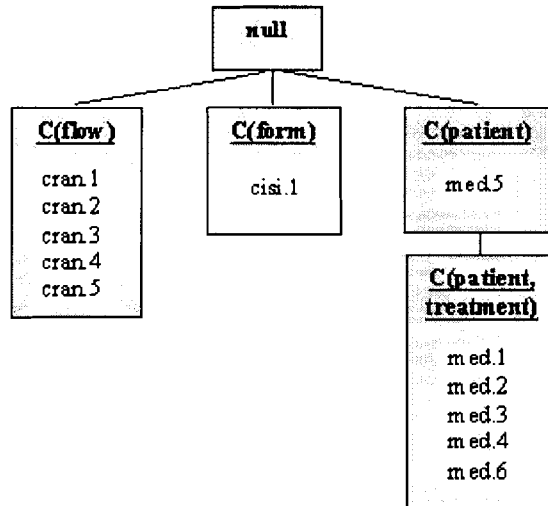 null
C(flow)
cran.1
cran.2
cran.3
cran.4
cran.5
C(form)
cisi.1
C(patient)
med.5
C(patient,
treatment)
med.1
med.2
med.3
med.4
med.6